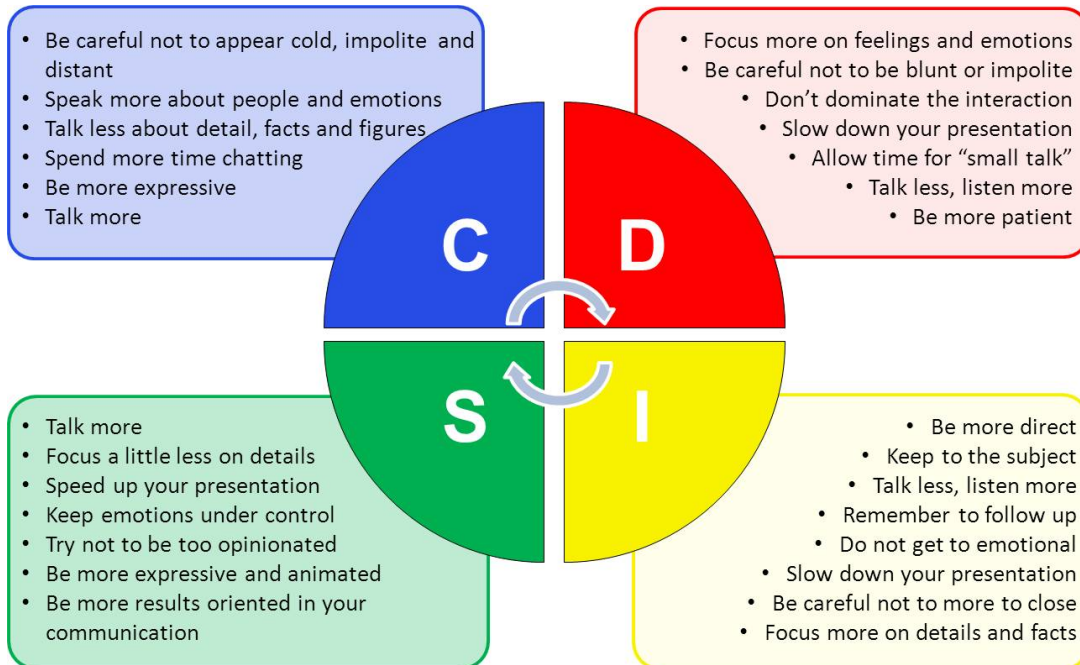 • Be careful not to appear cold, impolite and
distant
• Speak more about people and emotions
• Talk less about detail, facts and figures
• Spend more time chatting
• Be more expressive
• Talk more
• Focus more on feelings and emotions
• Be careful not to be blunt or impolite
• Don’t dominate the interaction
• Slow down your presentation
• Allow time for “small talk”
• Talk less, listen more
• Be more patient
C
D
S
I
• Talk more
• Focus a little less on details
• Speed up your presentation
• Keep emotions under control
• Try not to be too opinionated
• Be more expressive and animated
• Be more results oriented in your
communication
• Be more direct
• Keep to the subject
• Talk less, listen more
• Remember to follow up
• Do not get to emotional
• Slow down your presentation
• Be careful not to more to close
• Focus more on details and facts